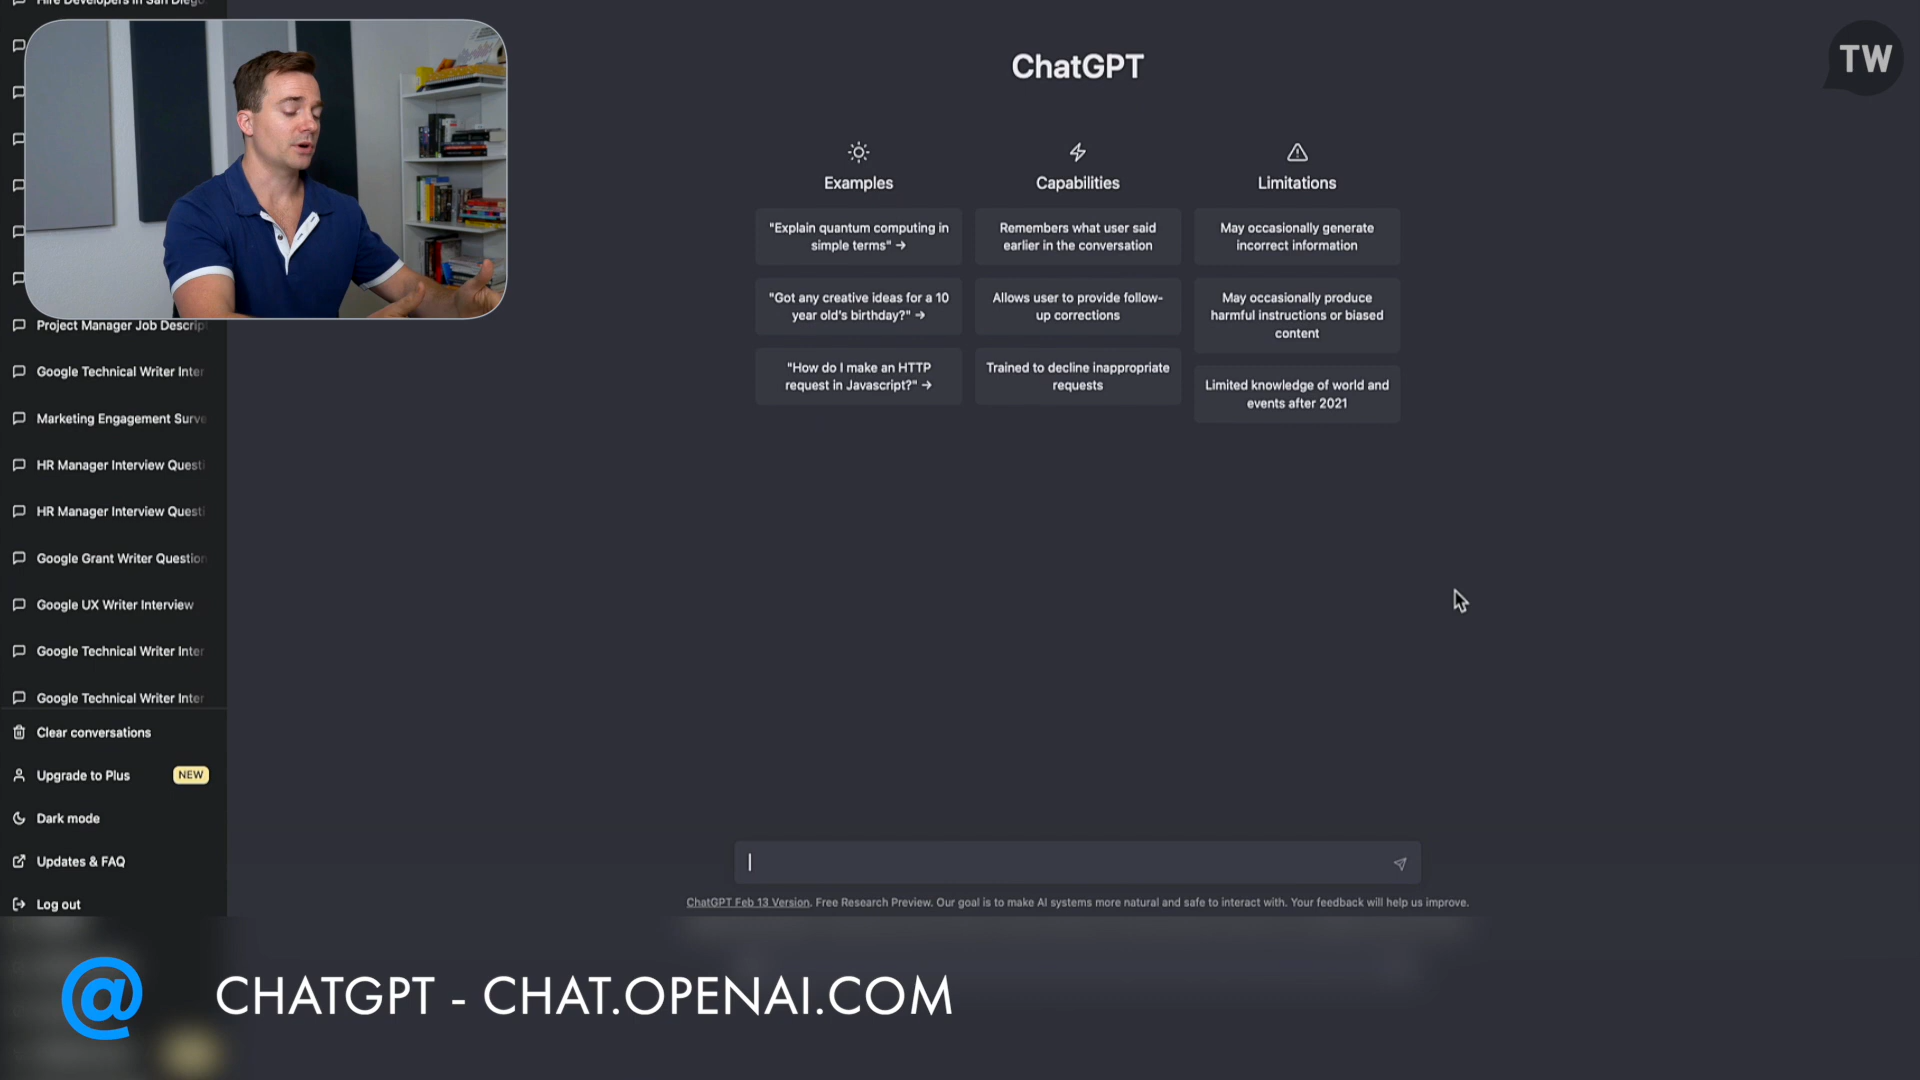 Hire Developers in San Diego
Project Manager Job Descrip
Google Technical Writer Inter
Marketing Engagement Surve
HR Manager Interview Questi
HR Manager Interview Questi
Google Grant Writer Question
Google UX Writer Interview
Google Technical Writer Inter
Google Technical Writer Inter
Clear conversations
Upgrade to Plus NEW
Dark mode
Updates & FAQ
Log out
ChatGPT
TW
Examples
"Explain quantum computing in
simple terms" →
"Got any creative ideas for a 10
year old's birthday?" →
"How do I make an HTTP
request in Javascript?" →
Capabilities
Remembers what user said
earlier in the conversation
Allows user to provide follow-
up corrections
Trained to decline inappropriate
requests
Limitations
May occasionally generate
incorrect information
May occasionally produce
harmful instructions or biased
content
Limited knowledge of world and
events after 2021
ChatGPT Feb 13 Version. Free Research Preview. Our goal is to make AI systems more natural and safe to interact with. Your feedback will help us improve.
@ CHATGPT - CHAT.OPENAI.COM